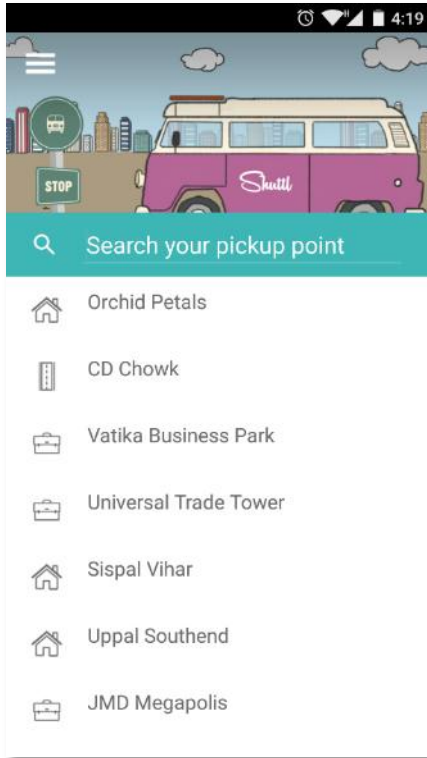 4:19
STOP
Shuttl
Search your pickup point
Orchid Petals
CD Chowk
Vatika Business Park
Universal Trade Tower
Sispal Vihar
Uppal Southend
JMD Megapolis